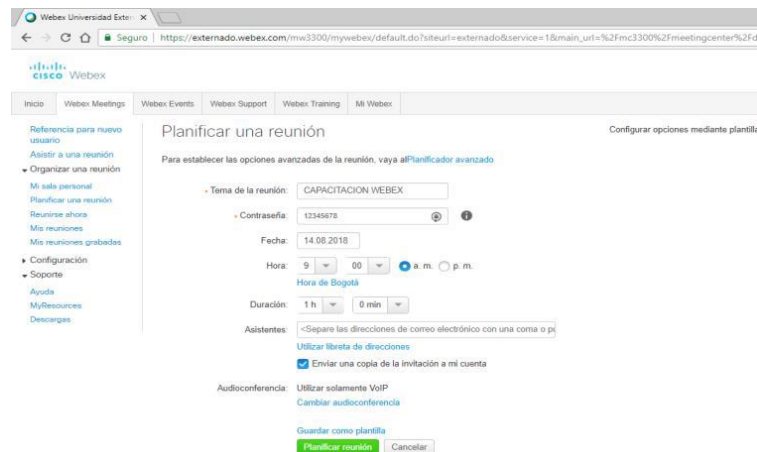 Webex Universidad Exter
Seguro | https://externado.webex.com/mw3300/mywebex/default.do?siteurl=externado&service=1&main_url=%2Fmc3300%2Fmeetingcenter%2Fd
cisco Webex
Inicio Webex Meetings Webex Events Webex Support Webex Training Mi Webex
Referencia para nuevo
usuario
Asistir a una reunión
Organizar una reunión
Mi sala personal
Planificar una reunión
Reunirse ahora
Mis reuniones
Mis reuniones grabadas
Configuración
Soporte
Ayuda
MyResources
Descargas
Planificar una reunión
Configurar opciones mediante plantilla
Para establecer las opciones avanzadas de la reunión, vaya alPlanificador avanzado
Tema de la reunión: CAPACITACION WEBEX
Contraseña: 12345678
Fecha: 14.08.2018
Hora: 9 00 a. m. p. m.
Hora de Bogotá
Duración: 1 h 0 min
Asistentes: <Separe las direcciones de correo electrónico con una coma o pu
Utilizar libreta de direcciones
Enviar una copia de la invitación a mi cuenta
Audioconferencia: Utilizar solamente VoIP
Cambiar audioconferencia
Guardar como plantilla
Planificar reunión Cancelar